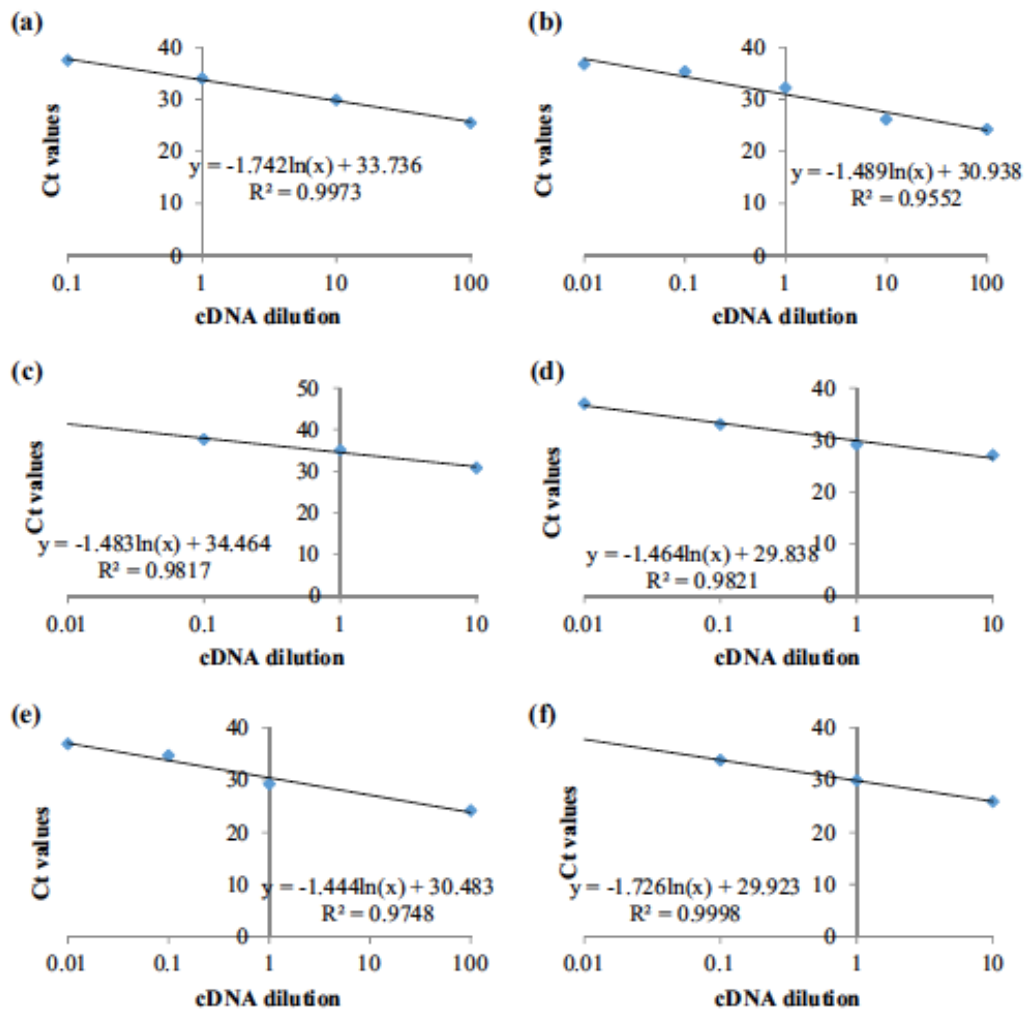 (a)
40
30
20
10
0
Ct values
y = -1.742ln(x) + 33.736
R² = 0.9973
0.1 1 10 100
cDNA dilution
(b)
40
30
20
10
0
Ct values
y = -1.489ln(x) + 30.938
R² = 0.9552
0.01 0.1 1 10 100
cDNA dilution
(c)
50
40
30
20
10
0
Ct values
y = -1.483ln(x) + 34.464
R² = 0.9817
0.01 0.1 1 10
cDNA dilution
(d)
40
30
20
10
0
Ct values
y = -1.464ln(x) + 29.838
R² = 0.9821
0.01 0.1 1 10
cDNA dilution
(e)
40
30
20
10
0
Ct values
y = -1.444ln(x) + 30.483
R² = 0.9748
0.01 0.1 1 10 100
cDNA dilution
(f)
40
30
20
10
0
Ct values
y = -1.726ln(x) + 29.923
R² = 0.9998
0.01 0.1 1 10
cDNA dilution